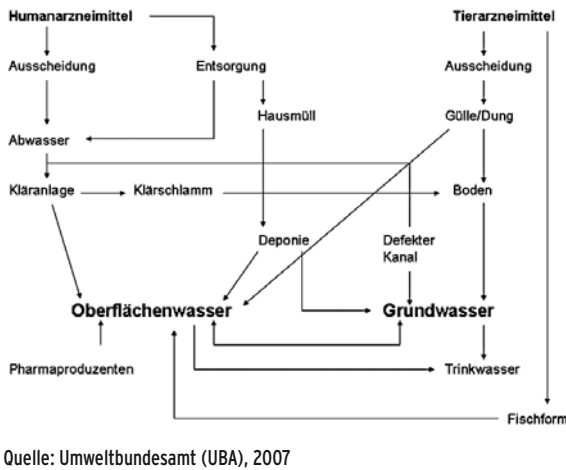 Humanarzneimittel
Tierarzneimittel
Ausscheidung
Entsorgung
Ausscheidung
Hausmüll
Gülle/Dung
Abwasser
Kläranlage
Klärschlamm
Boden
Deponie
Defekter
Kanal
Oberflächenwasser
Grundwasser
Pharmaproduzenten
Trinkwasser
Fischform
Quelle: Umweltbundesamt (UBA), 2007